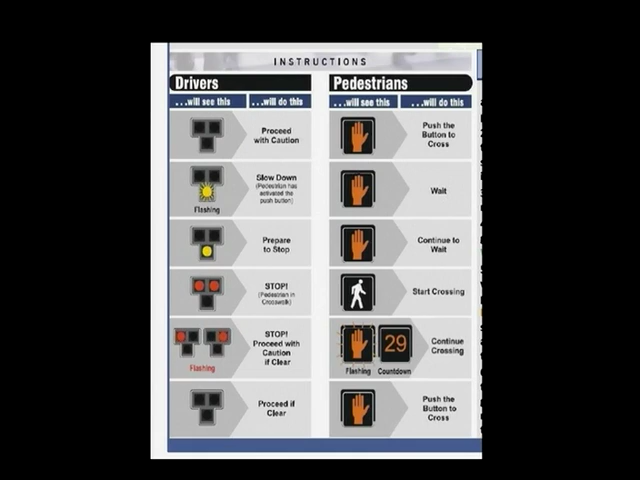 INSTRUCTIONS
Drivers
...will see this
...will do this
Proceed
with Caution
Flashing
Slow Down
(Pedestrian has
activated the
push button)
Prepare
to Stop
STOP!
(Pedestrian in
Crosswalk)
Flashing
STOP!
Proceed with
Caution
if Clear
Proceed if
Clear
Pedestrians
...will see this
...will do this
Push the
Button to
Cross
Wait
Continue to
Wait
Start Crossing
29
Flashing
Countdown
Continue
Crossing
Push the
Button to
Cross